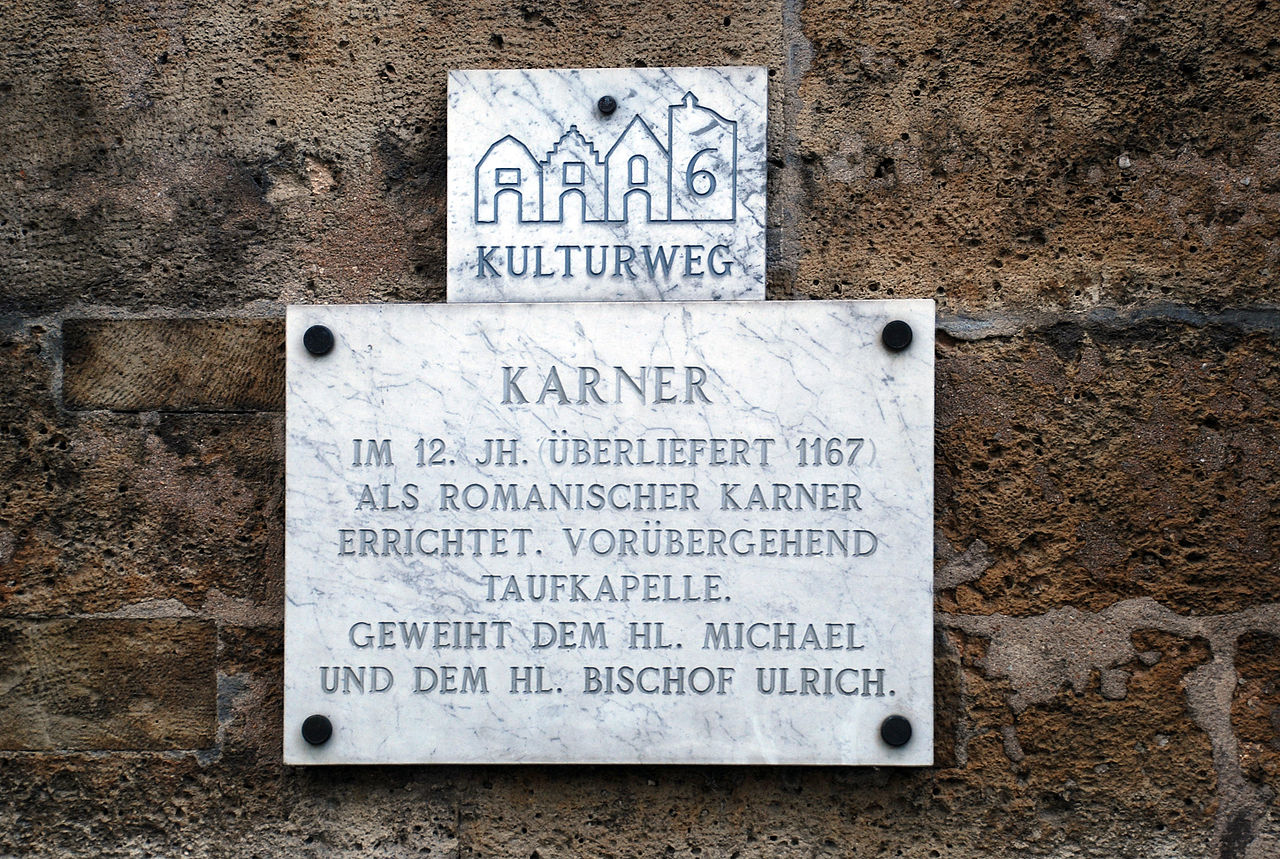 6
KULTURWEG
KARNER
IM 12. JH. (ÜBERLIEFERT 1167)
ALS ROMANISCHER KARNER
ERRICHTET. VORÜBERGEHEND
TAUFKAPELLE.
GEWEIHT DEM HL. MICHAEL
UND DEM HL. BISCHOF ULRICH.